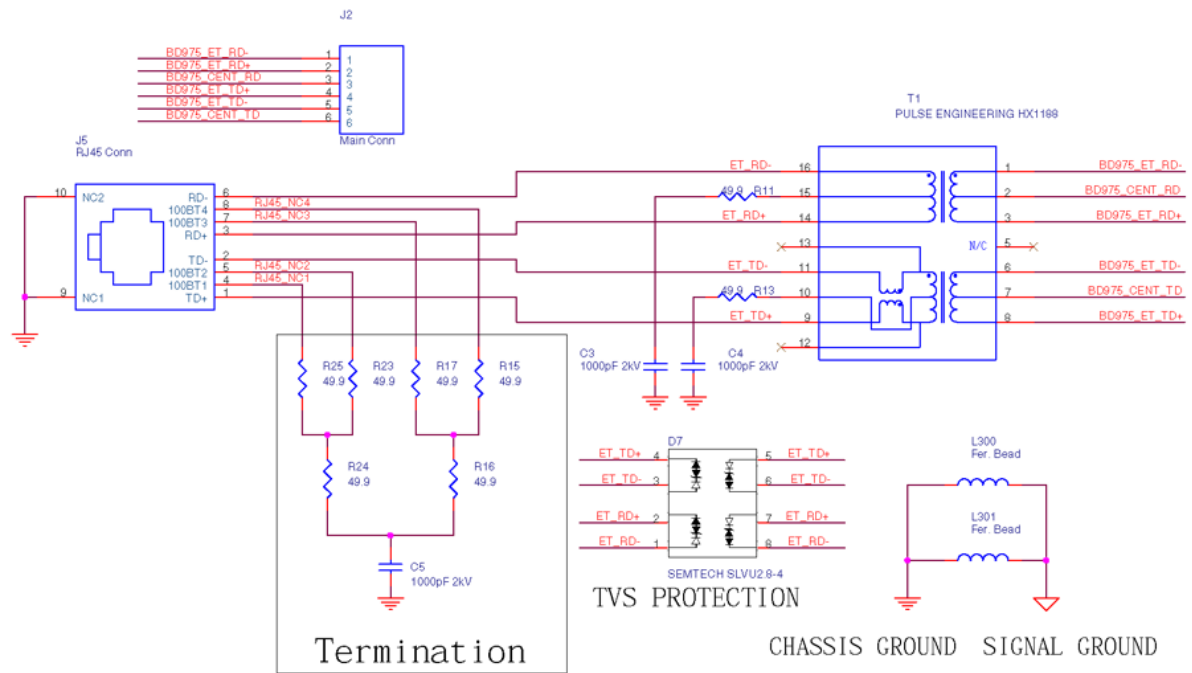 J2
BD975_ET_RD- 1 1
BD975_ET_RD+ 2 2
BD975_CENT_RD 3 3
BD975_ET_TD+ 4 4
BD975_ET_TD- 5 5
BD975_CENT_TD 6 6
Main Conn
J5
RJ45 Conn
10 NC2
9 NC1
RD- 6
100BT4 8 RJ45_NC4
100BT3 7 RJ45_NC3
RD+ 3
TD- 2
100BT2 5 RJ45_NC2
100BT1 4 RJ45_NC1
TD+ 1
T1
PULSE ENGINEERING HX1188
ET_RD- 16
49.9 R11 15
ET_RD+ 14
13
ET_TD- 11
49.9 R13 10
ET_TD+ 9
12
1 BD975_ET_RD-
2 BD975_CENT_RD
3 BD975_ET_RD+
N/C 5
6 BD975_ET_TD-
7 BD975_CENT_TD
8 BD975_ET_TD+
R25
49.9
R23
49.9
R17
49.9
R15
49.9
R24
49.9
R16
49.9
C5
1000pF 2kV
Termination
C3
1000pF 2kV
C4
1000pF 2kV
D7
ET_TD+ 4 5 ET_TD+
ET_TD- 3 6 ET_TD-
ET_RD+ 2 7 ET_RD+
ET_RD- 1 8 ET_RD-
SEMTECH SLVU2.8-4
TVS PROTECTION
L300
Fer. Bead
L301
Fer. Bead
CHASSIS GROUND SIGNAL GROUND